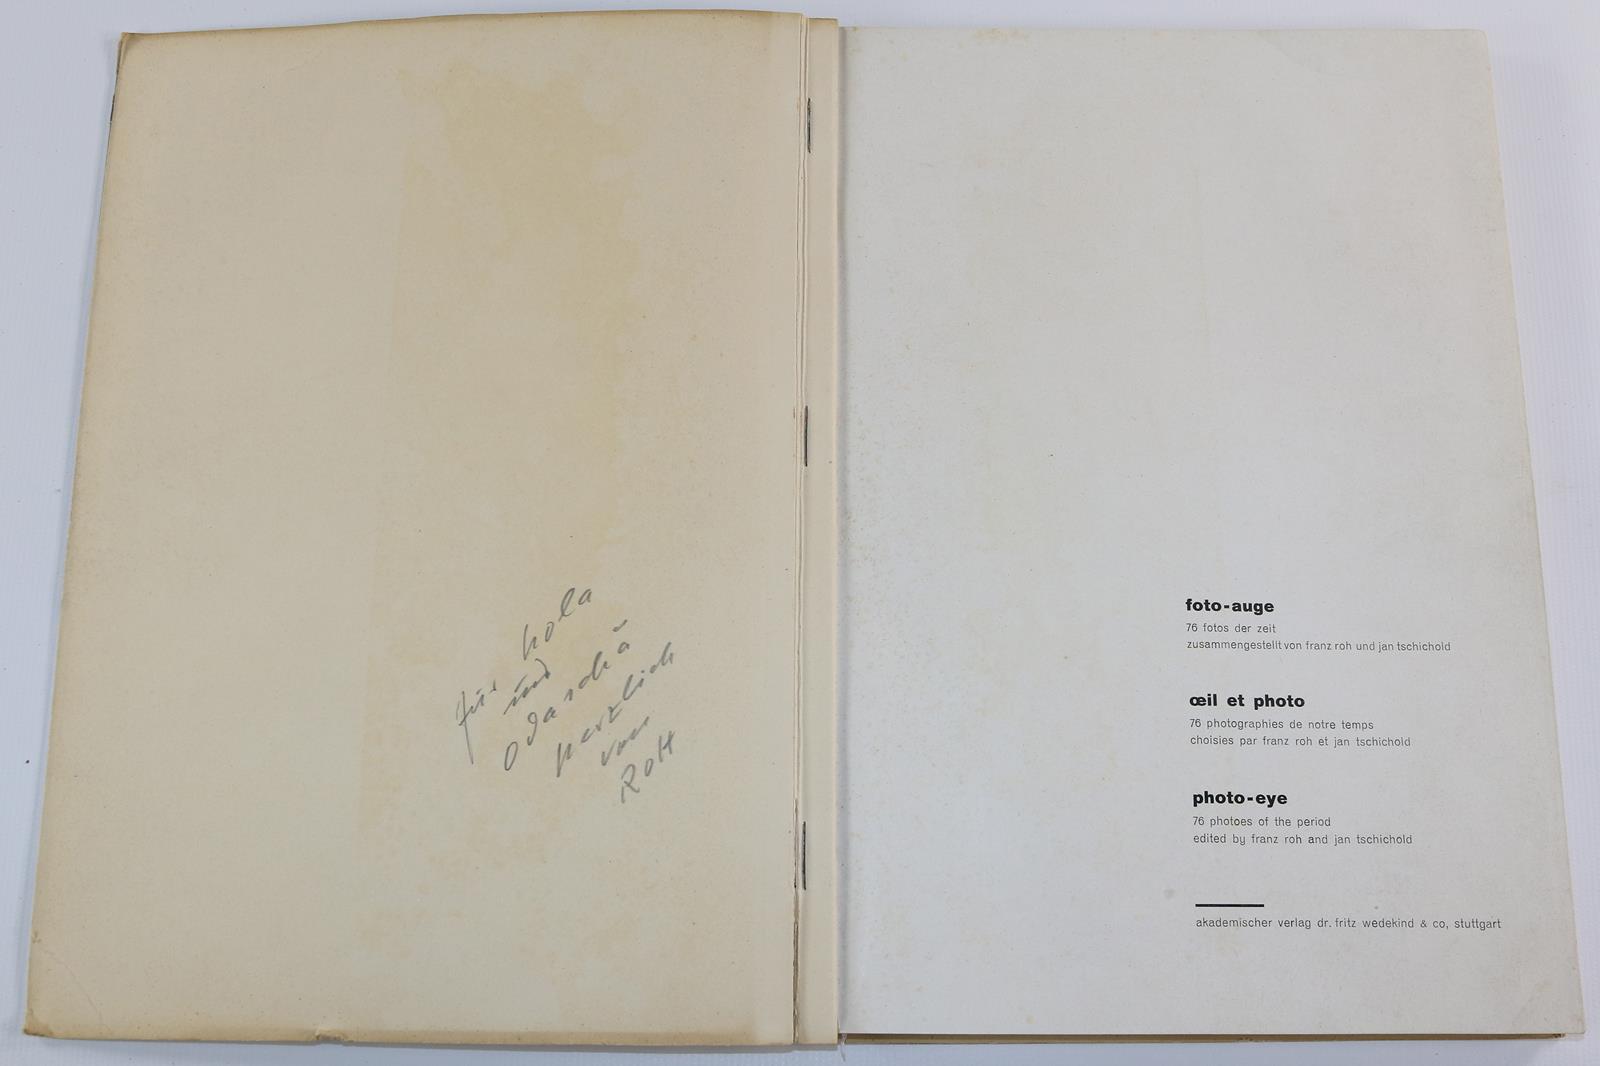 für
und
herzlich
von
Roh
foto-auge
76 fotos der zeit
zusammengestellt von franz roh und jan tschichold
œil et photo
76 photographies de notre temps
choisies par franz roh et jan tschichold
photo-eye
76 photoes of the period
edited by franz roh and jan tschichold
akademischer verlag dr. fritz wedekind & co, stuttgart